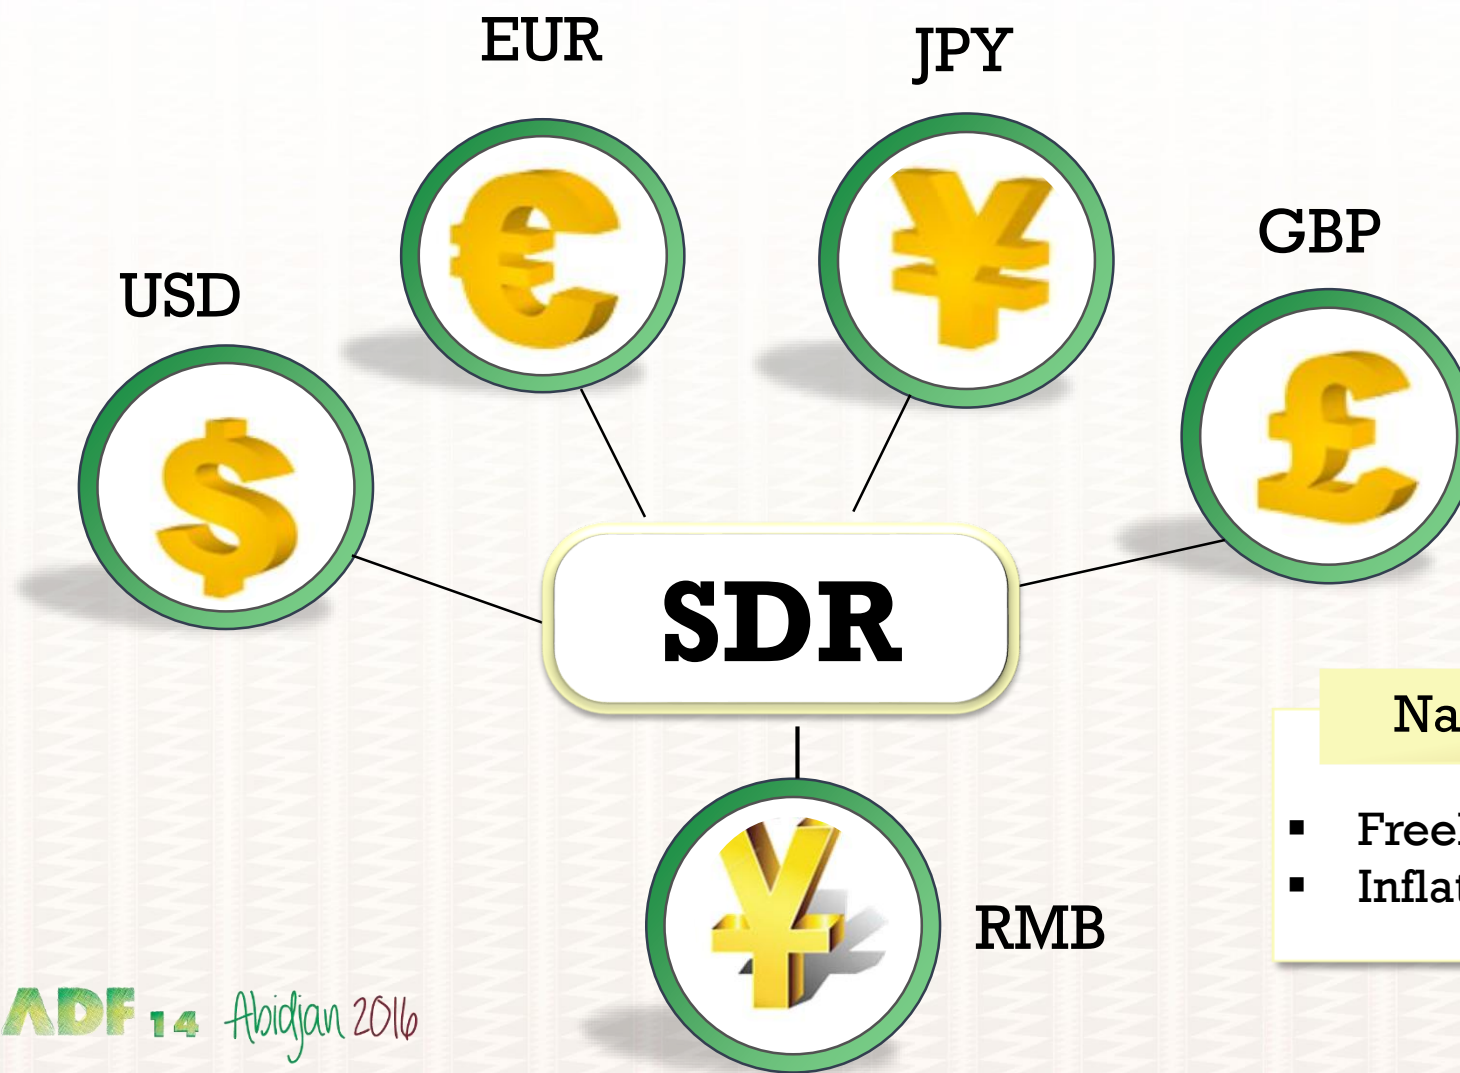 EUR
JPY
GBP
USD
€
¥
£
$
SDR
¥
RMB
ADF 14 Abidjan 2016